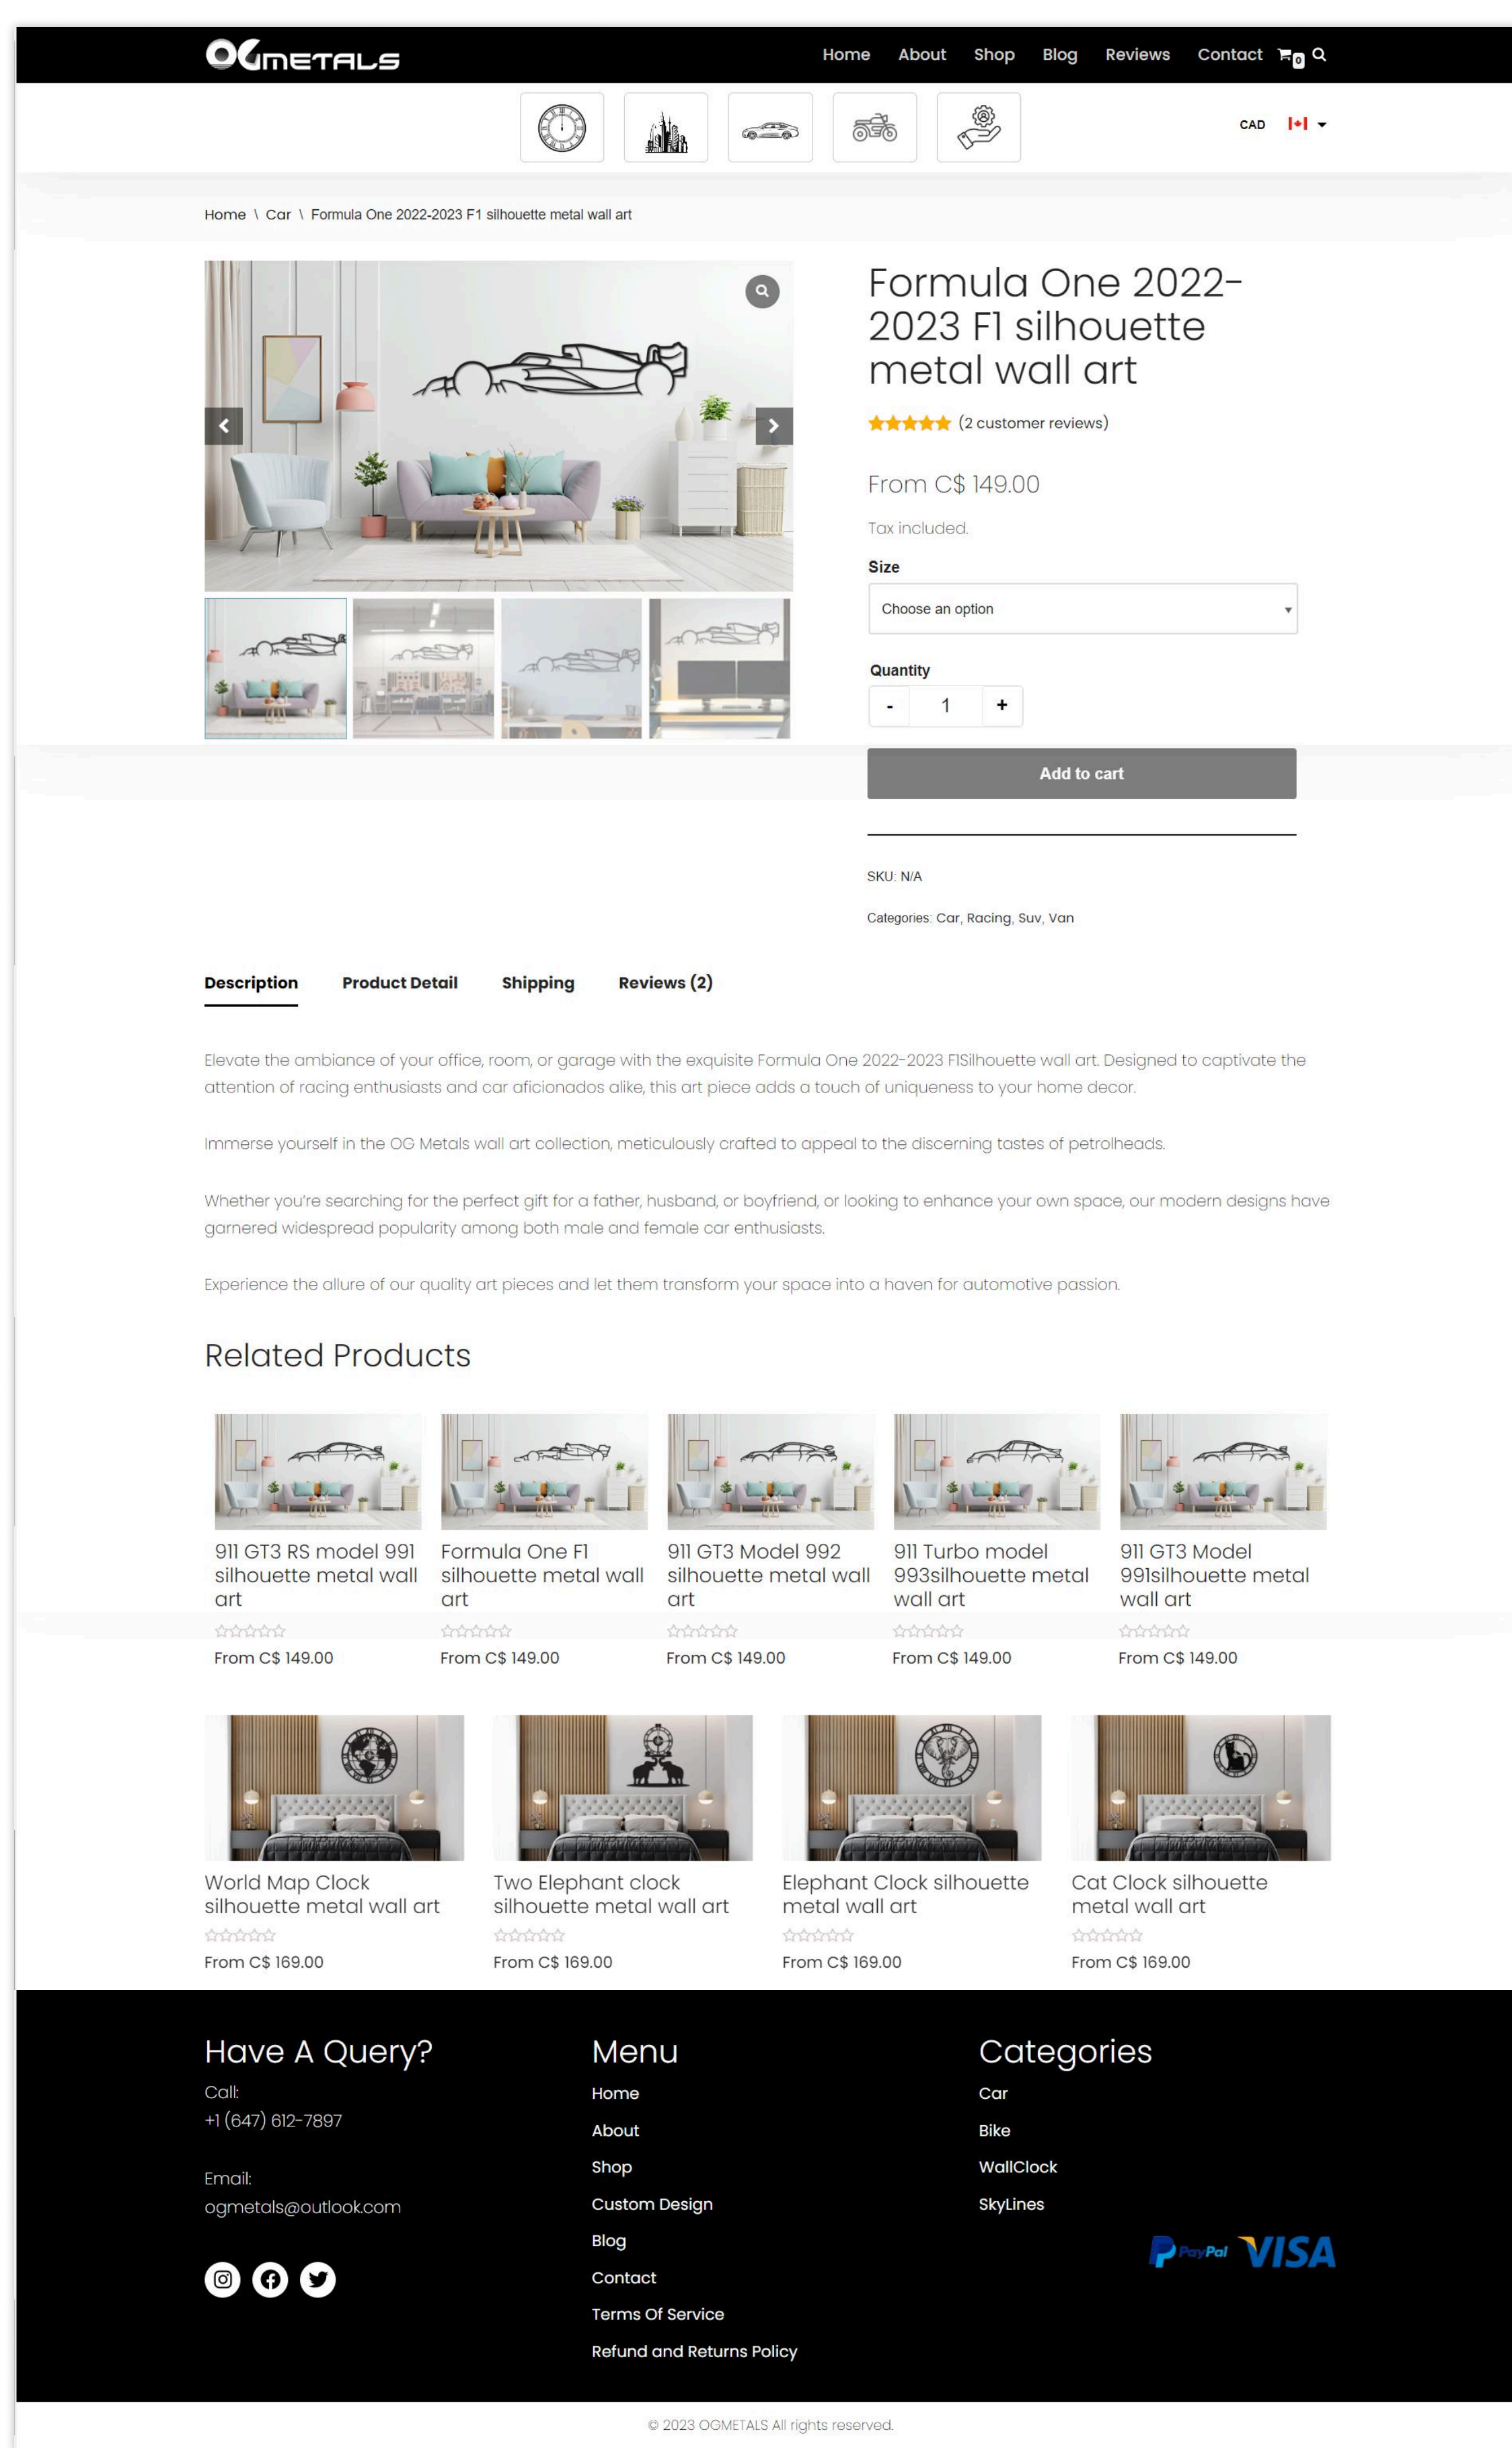 OGMETALS
Home About Shop Blog Reviews Contact 0
CAD
Home \ Car \ Formula One 2022-2023 F1 silhouette metal wall art
Formula One 2022-
2023 F1 silhouette
metal wall art
(2 customer reviews)
From C$ 149.00
Tax included.
Size
Choose an option
Quantity
- 1 +
Add to cart
SKU: N/A
Categories: Car, Racing, Suv, Van
Description Product Detail Shipping Reviews (2)
Elevate the ambiance of your office, room, or garage with the exquisite Formula One 2022-2023 F1Silhouette wall art. Designed to captivate the
attention of racing enthusiasts and car aficionados alike, this art piece adds a touch of uniqueness to your home decor.
Immerse yourself in the OG Metals wall art collection, meticulously crafted to appeal to the discerning tastes of petrolheads.
Whether you're searching for the perfect gift for a father, husband, or boyfriend, or looking to enhance your own space, our modern designs have
garnered widespread popularity among both male and female car enthusiasts.
Experience the allure of our quality art pieces and let them transform your space into a haven for automotive passion.
Related Products
911 GT3 RS model 991
silhouette metal wall
art
From C$ 149.00
Formula One F1
silhouette metal wall
art
From C$ 149.00
911 GT3 Model 992
silhouette metal wall
art
From C$ 149.00
911 Turbo model
993silhouette metal
wall art
From C$ 149.00
911 GT3 Model
991silhouette metal
wall art
From C$ 149.00
World Map Clock
silhouette metal wall art
From C$ 169.00
Two Elephant clock
silhouette metal wall art
From C$ 169.00
Elephant Clock silhouette
metal wall art
From C$ 169.00
Cat Clock silhouette
metal wall art
From C$ 169.00
Have A Query?
Call:
+1 (647) 612-7897
Email:
ogmetals@outlook.com
Menu
Home
About
Shop
Custom Design
Blog
Contact
Terms Of Service
Refund and Returns Policy
Categories
Car
Bike
WallClock
SkyLines
PayPal VISA
© 2023 OGMETALS All rights reserved.